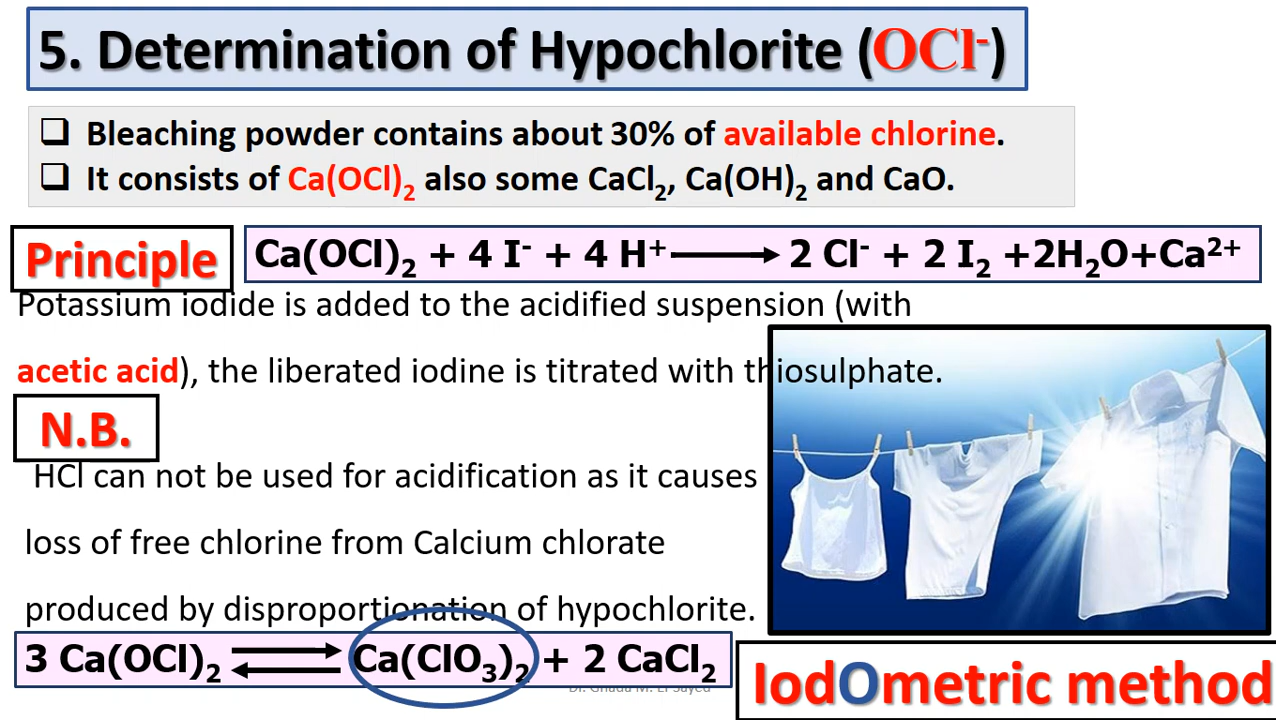 5. Determination of Hypochlorite (OCl⁻)
❑ Bleaching powder contains about 30% of available chlorine.
❑ It consists of Ca(OCl)₂ also some CaCl₂, Ca(OH)₂ and CaO.
Principle
Ca(OCl)₂ + 4 I⁻ + 4 H⁺ ⟶ 2 Cl⁻ + 2 I₂ +2H₂O+Ca²⁺
Potassium iodide is added to the acidified suspension (with
acetic acid), the liberated iodine is titrated with thiosulphate.
N.B.
HCl can not be used for acidification as it causes
loss of free chlorine from Calcium chlorate
produced by disproportionation of hypochlorite.
3 Ca(OCl)₂ ⇌ Ca(ClO₃)₂ + 2 CaCl₂
Dr. Ghada M. El Sayed
IodOmetric method